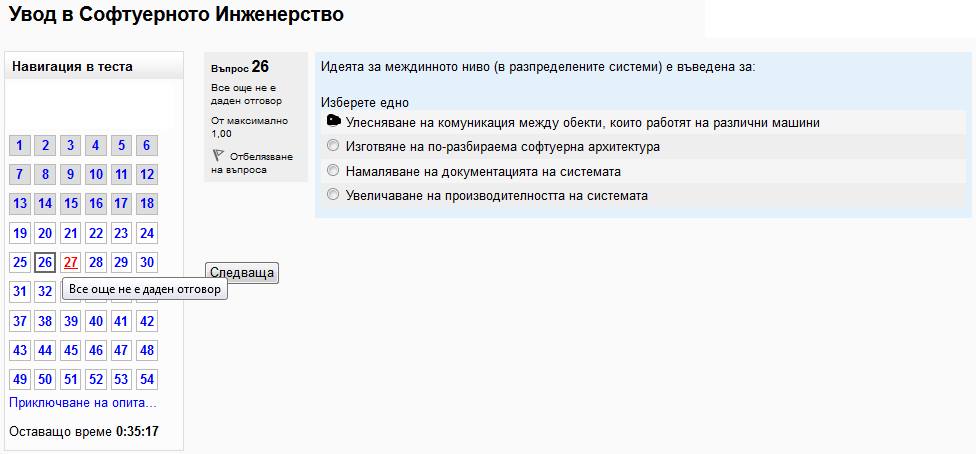 Увод в Софтуерното Инженерство
Навигация в теста
1 2 3 4 5 6
7 8 9 10 11 12
13 14 15 16 17 18
19 20 21 22 23 24
25 26 27 28 29 30
31 32
37 38 39 40 41 42
43 44 45 46 47 48
49 50 51 52 53 54
Приключване на опита...
Оставащо време 0:35:17
Въпрос 26
Все още не е
даден отговор
От максимално
1,00
Отбелязване
на въпроса
Идеята за междинното ниво (в разпределените системи) е въведена за:
Изберете едно
Улесняване на комуникация между обекти, които работят на различни машини
Изготвяне на по-разбираема софтуерна архитектура
Намаляване на документацията на системата
Увеличаване на производителността на системата
Следваща
Все още не е даден отговор